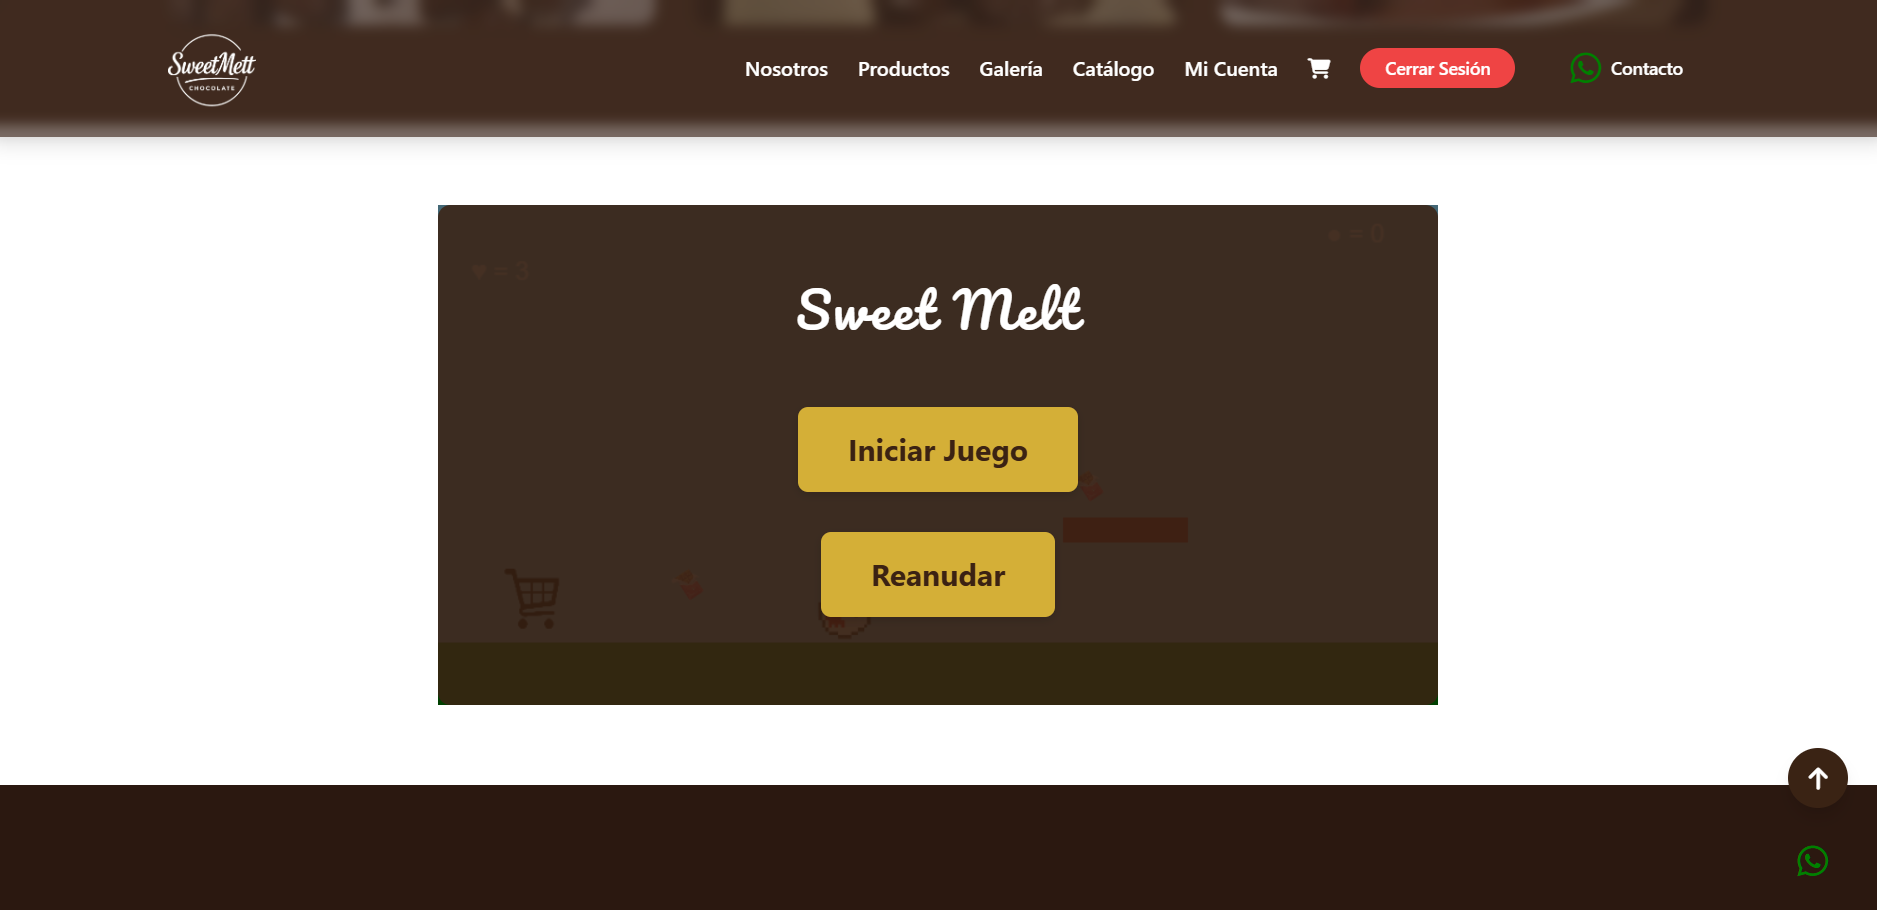 SweetMelt
CHOCOLATE
Nosotros
Productos
Galería
Catálogo
Mi Cuenta
Cerrar Sesión
Contacto
● = 0
♥ = 3
Sweet Melt
Iniciar Juego
Reanudar